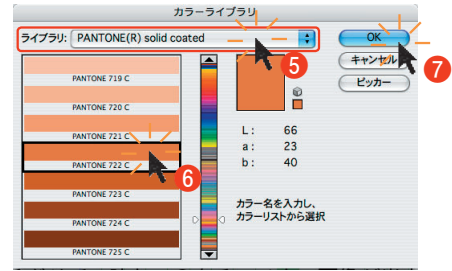 カラーライブラリ
ライブラリ: PANTONE(R) solid coated
OK
キャンセル
ピッカー
5
7
PANTONE 719 C
PANTONE 720 C
PANTONE 721 C
PANTONE 722 C
6
PANTONE 723 C
PANTONE 724 C
PANTONE 725 C
L: 66
a: 23
b: 40
カラー名を入力し、
カラーリストから選択